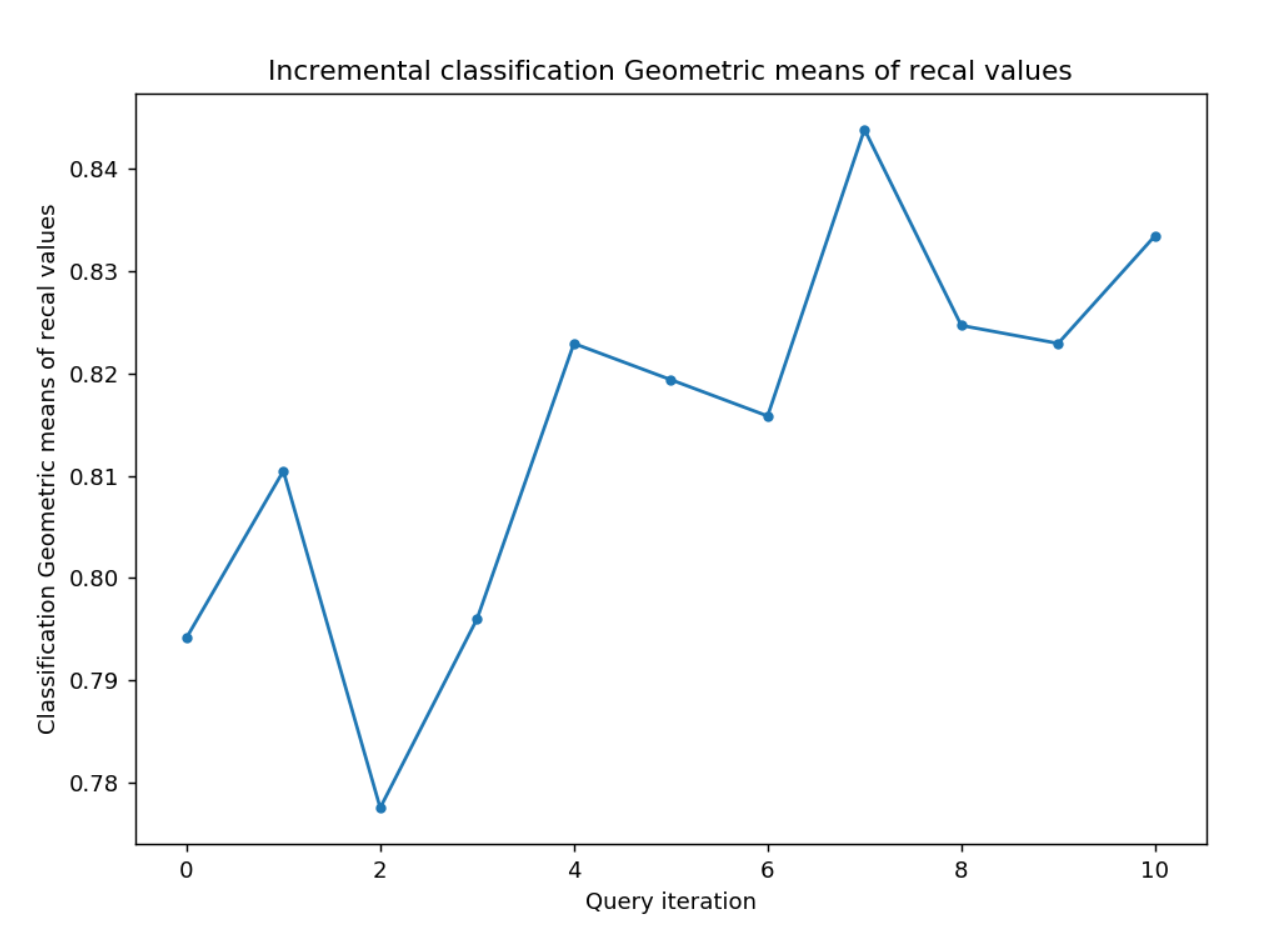 Incremental classification Geometric means of recal values
Classification Geometric means of recal values
0.84
0.83
0.82
0.81
0.80
0.79
0.78
0 2 4 6 8 10
Query iteration